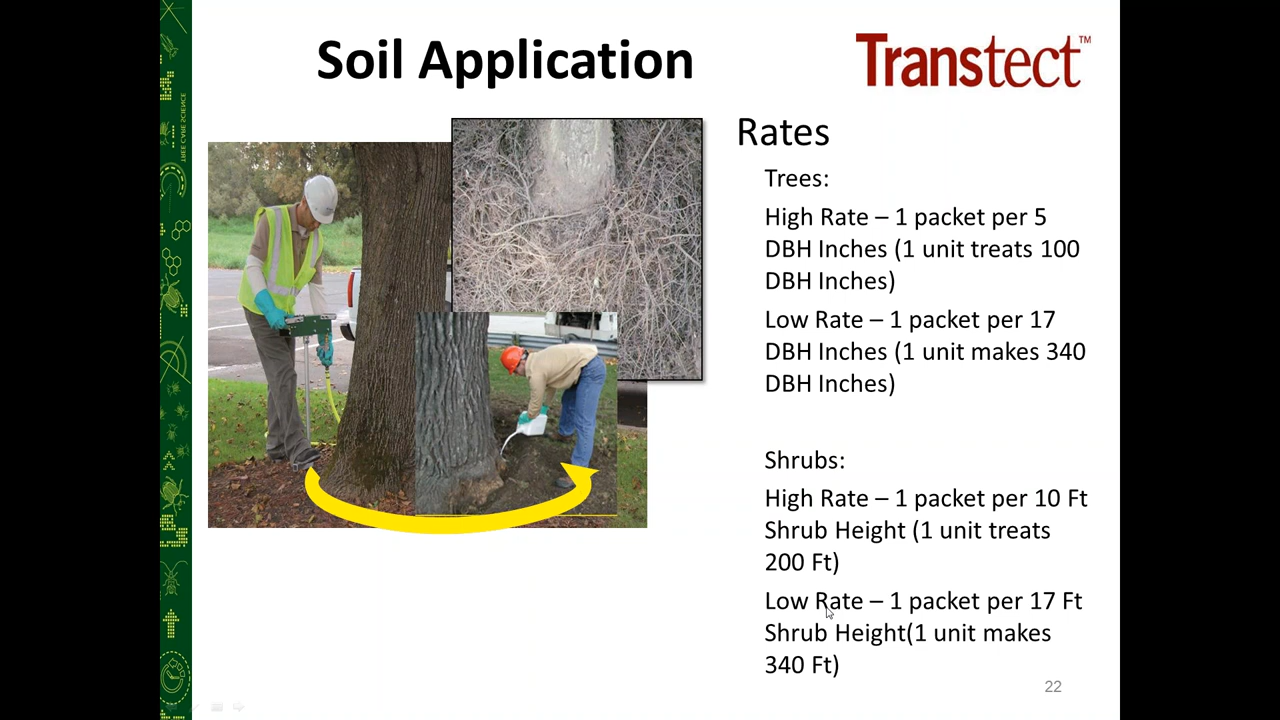 Soil Application
Transtect™
TREE CARE SCIENCE
Rates
Trees:
High Rate – 1 packet per 5
DBH Inches (1 unit treats 100
DBH Inches)
Low Rate – 1 packet per 17
DBH Inches (1 unit makes 340
DBH Inches)
Shrubs:
High Rate – 1 packet per 10 Ft
Shrub Height (1 unit treats
200 Ft)
Low Rate – 1 packet per 17 Ft
Shrub Height(1 unit makes
340 Ft)
22